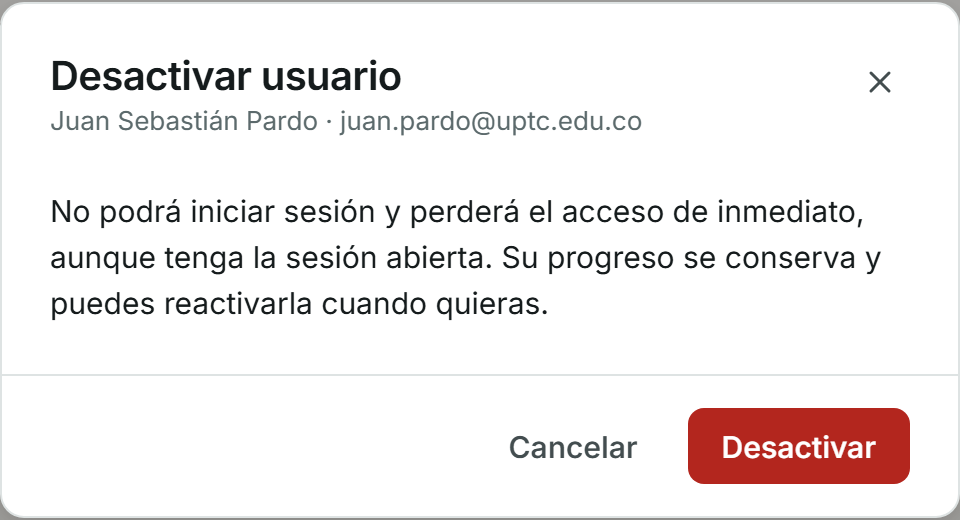 Desactivar usuario
Juan Sebastián Pardo · juan.pardo@uptc.edu.co
No podrá iniciar sesión y perderá el acceso de inmediato,
aunque tenga la sesión abierta. Su progreso se conserva y
puedes reactivarla cuando quieras.
Cancelar
Desactivar